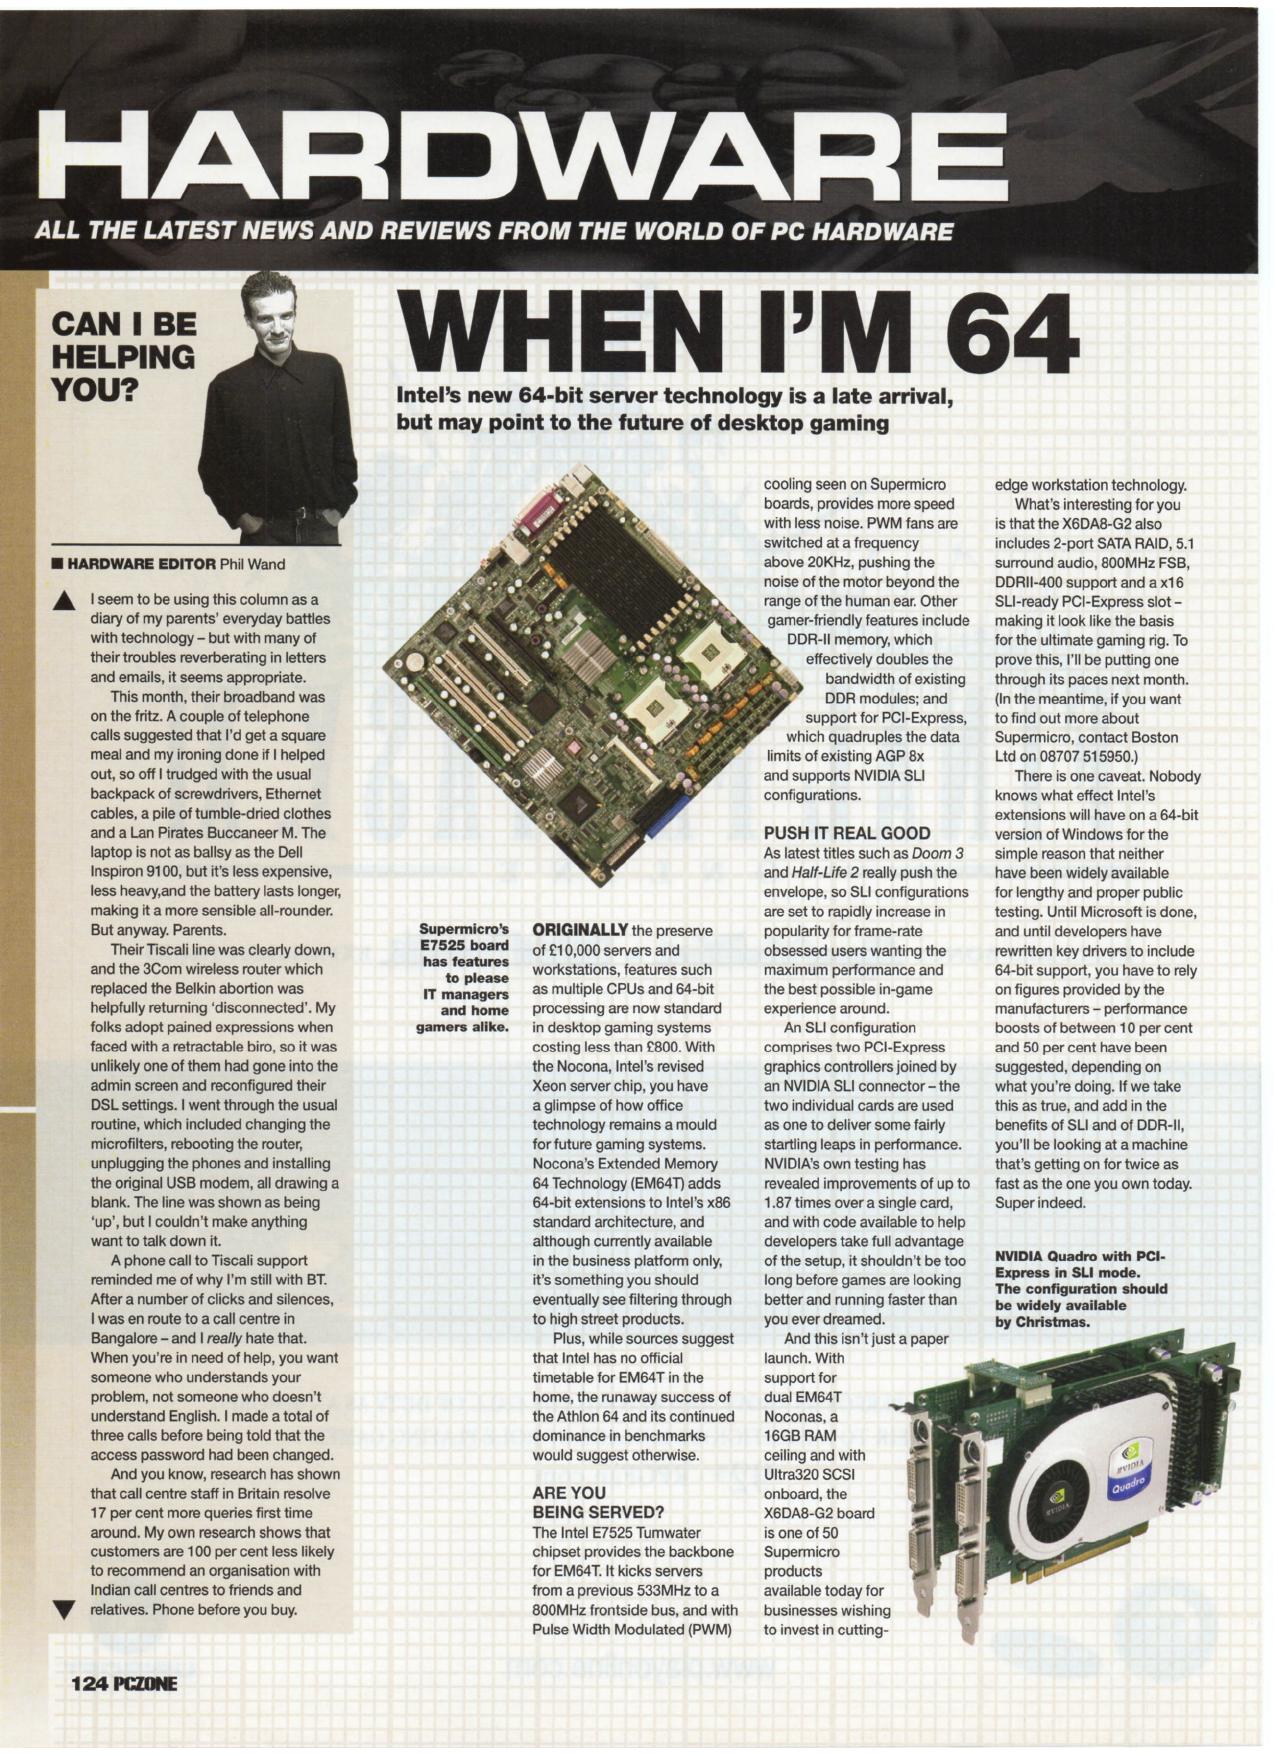 HARDWARE
ALL THE LATEST NEWS AND REVIEWS FROM THE WORLD OF PC HARDWARE
CAN I BE
HELPING
YOU?
■ HARDWARE EDITOR Phil Wand
▲ I seem to be using this column as a
diary of my parents' everyday battles
with technology – but with many of
their troubles reverberating in letters
and emails, it seems appropriate.
This month, their broadband was
on the fritz. A couple of telephone
calls suggested that I'd get a square
meal and my ironing done if I helped
out, so off I trudged with the usual
backpack of screwdrivers, Ethernet
cables, a pile of tumble-dried clothes
and a Lan Pirates Buccaneer M. The
laptop is not as ballsy as the Dell
Inspiron 9100, but it's less expensive,
less heavy,and the battery lasts longer,
making it a more sensible all-rounder.
But anyway. Parents.
Their Tiscali line was clearly down,
and the 3Com wireless router which
replaced the Belkin abortion was
helpfully returning 'disconnected'. My
folks adopt pained expressions when
faced with a retractable biro, so it was
unlikely one of them had gone into the
admin screen and reconfigured their
DSL settings. I went through the usual
routine, which included changing the
microfilters, rebooting the router,
unplugging the phones and installing
the original USB modem, all drawing a
blank. The line was shown as being
'up', but I couldn't make anything
want to talk down it.
A phone call to Tiscali support
reminded me of why I'm still with BT.
After a number of clicks and silences,
I was en route to a call centre in
Bangalore – and I really hate that.
When you're in need of help, you want
someone who understands your
problem, not someone who doesn't
understand English. I made a total of
three calls before being told that the
access password had been changed.
And you know, research has shown
that call centre staff in Britain resolve
17 per cent more queries first time
around. My own research shows that
customers are 100 per cent less likely
to recommend an organisation with
Indian call centres to friends and
▼ relatives. Phone before you buy.
WHEN I'M 64
Intel's new 64-bit server technology is a late arrival,
but may point to the future of desktop gaming
Supermicro's
E7525 board
has features
to please
IT managers
and home
gamers alike.
ORIGINALLY the preserve
of £10,000 servers and
workstations, features such
as multiple CPUs and 64-bit
processing are now standard
in desktop gaming systems
costing less than £800. With
the Nocona, Intel's revised
Xeon server chip, you have
a glimpse of how office
technology remains a mould
for future gaming systems.
Nocona's Extended Memory
64 Technology (EM64T) adds
64-bit extensions to Intel's x86
standard architecture, and
although currently available
in the business platform only,
it's something you should
eventually see filtering through
to high street products.
Plus, while sources suggest
that Intel has no official
timetable for EM64T in the
home, the runaway success of
the Athlon 64 and its continued
dominance in benchmarks
would suggest otherwise.
ARE YOU
BEING SERVED?
The Intel E7525 Tumwater
chipset provides the backbone
for EM64T. It kicks servers
from a previous 533MHz to a
800MHz frontside bus, and with
Pulse Width Modulated (PWM)
cooling seen on Supermicro
boards, provides more speed
with less noise. PWM fans are
switched at a frequency
above 20KHz, pushing the
noise of the motor beyond the
range of the human ear. Other
gamer-friendly features include
DDR-II memory, which
effectively doubles the
bandwidth of existing
DDR modules; and
support for PCI-Express,
which quadruples the data
limits of existing AGP 8x
and supports NVIDIA SLI
configurations.
PUSH IT REAL GOOD
As latest titles such as Doom 3
and Half-Life 2 really push the
envelope, so SLI configurations
are set to rapidly increase in
popularity for frame-rate
obsessed users wanting the
maximum performance and
the best possible in-game
experience around.
An SLI configuration
comprises two PCI-Express
graphics controllers joined by
an NVIDIA SLI connector – the
two individual cards are used
as one to deliver some fairly
startling leaps in performance.
NVIDIA's own testing has
revealed improvements of up to
1.87 times over a single card,
and with code available to help
developers take full advantage
of the setup, it shouldn't be too
long before games are looking
better and running faster than
you ever dreamed.
And this isn't just a paper
launch. With
support for
dual EM64T
Noconas, a
16GB RAM
ceiling and with
Ultra320 SCSI
onboard, the
X6DA8-G2 board
is one of 50
Supermicro
products
available today for
businesses wishing
to invest in cutting-
edge workstation technology.
What's interesting for you
is that the X6DA8-G2 also
includes 2-port SATA RAID, 5.1
surround audio, 800MHz FSB,
DDRII-400 support and a x16
SLI-ready PCI-Express slot –
making it look like the basis
for the ultimate gaming rig. To
prove this, I'll be putting one
through its paces next month.
(In the meantime, if you want
to find out more about
Supermicro, contact Boston
Ltd on 08707 515950.)
There is one caveat. Nobody
knows what effect Intel's
extensions will have on a 64-bit
version of Windows for the
simple reason that neither
have been widely available
for lengthy and proper public
testing. Until Microsoft is done,
and until developers have
rewritten key drivers to include
64-bit support, you have to rely
on figures provided by the
manufacturers – performance
boosts of between 10 per cent
and 50 per cent have been
suggested, depending on
what you're doing. If we take
this as true, and add in the
benefits of SLI and of DDR-II,
you'll be looking at a machine
that's getting on for twice as
fast as the one you own today.
Super indeed.
NVIDIA Quadro with PCI-
Express in SLI mode.
The configuration should
be widely available
by Christmas.
NVIDIA
Quadro
NVIDIA
124 PCZONE